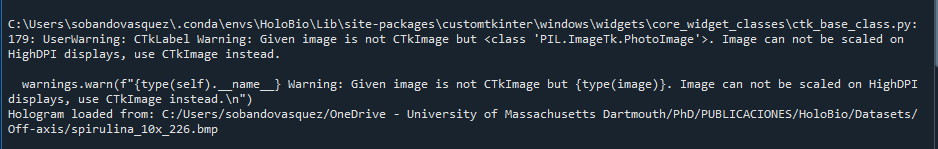 C:\Users\sobandovasquez\.conda\envs\HoloBio\Lib\site-packages\customtkinter\windows\widgets\core_widget_classes\ctk_base_class.py:
179: UserWarning: CTkLabel Warning: Given image is not CTkImage but <class 'PIL.ImageTk.PhotoImage'>. Image can not be scaled on
HighDPI displays, use CTkImage instead.
warnings.warn(f"{type(self).__name__} Warning: Given image is not CTkImage but {type(image)}. Image can not be scaled on HighDPI
displays, use CTkImage instead.\n")
Hologram loaded from: C:/Users/sobandovasquez/OneDrive - University of Massachusetts Dartmouth/PhD/PUBLICACIONES/HoloBio/Datasets/
Off-axis/spirulina_10x_226.bmp